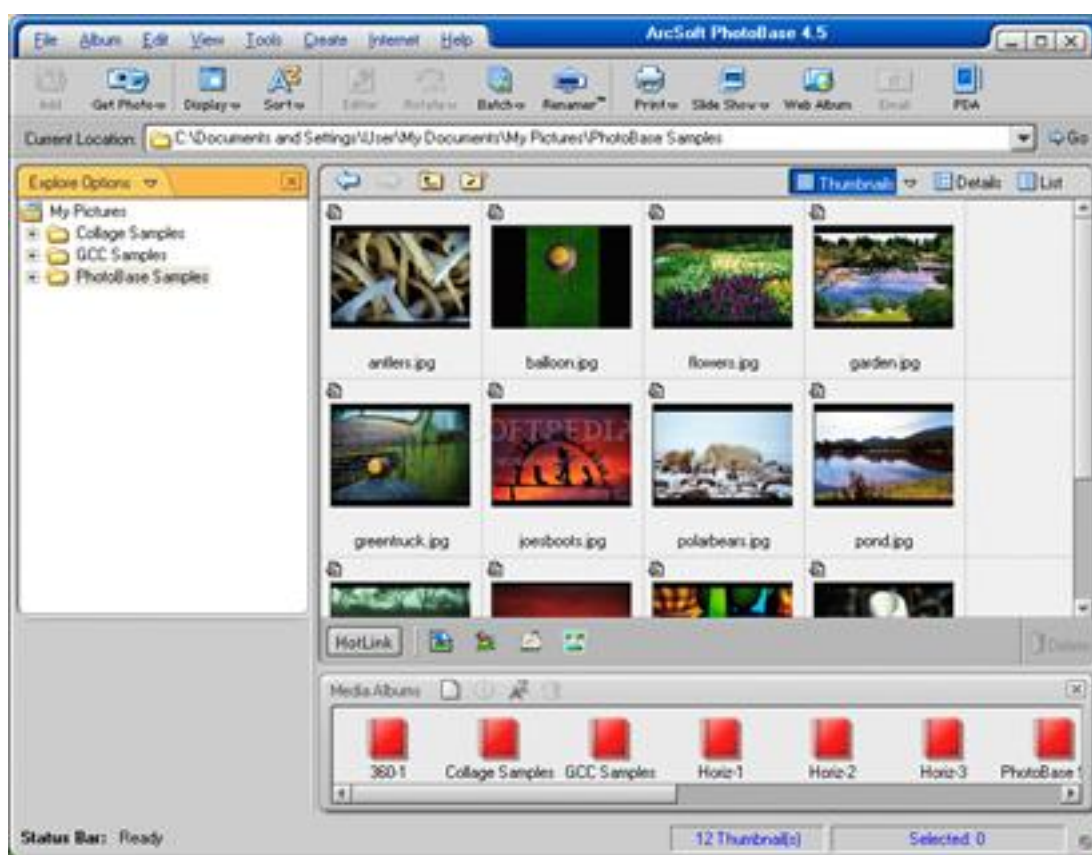 File Album Edit View Tools Create Internet Help ArcSoft PhotoBase 4.5
Add Get Photo Display Sort Editor Rotate Batch Renamer™ Print Slide Show Web Album Email PDA
Current Location: C:\Documents and Settings\User\My Documents\My Pictures\PhotoBase Samples Go
Explore Options Thumbnails Details List
My Pictures
Collage Samples
GCC Samples
PhotoBase Samples
antlers.jpg balloon.jpg flowers.jpg garden.jpg
SOFTPEDIA
greentruck.jpg joesboots.jpg polarbears.jpg pond.jpg
HotLink Delete
Media Albums
360-1 Collage Samples GCC Samples Horiz-1 Horiz-2 Horiz-3 PhotoBase
Status Bar: Ready 12 Thumbnail(s) Selected: 0